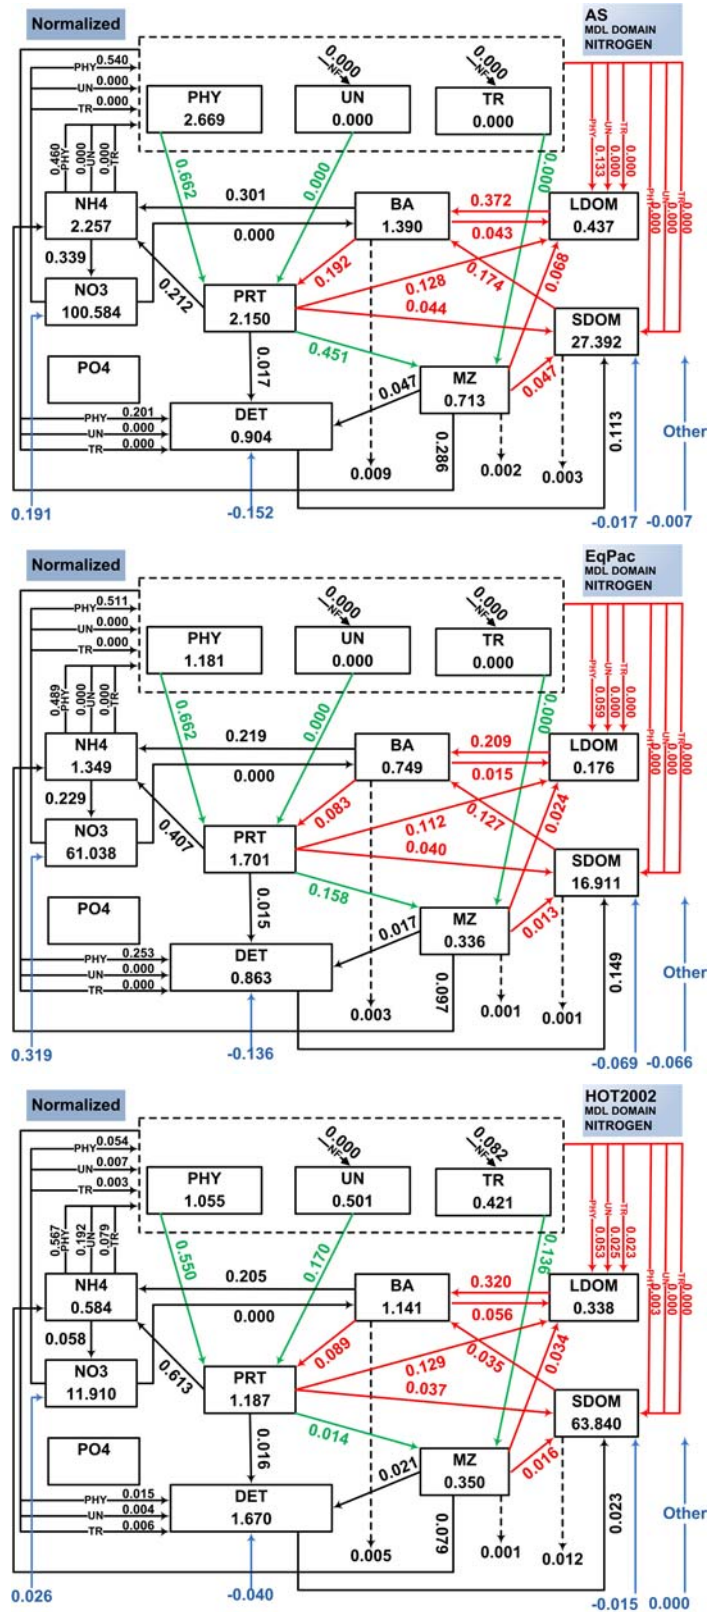 Normalized
AS
MDL DOMAIN
NITROGEN
PHY 0.540
UN 0.000
TR 0.000
0.000
NF
0.000
NF
PHY
2.669
UN
0.000
TR
0.000
PHY 0.133
UN 0.000
TR 0.000
PHY 0.000
UN 0.000
TR 0.000
0.460 PHY
0.000 UN
0.000 TR
0.662
0.000
0.000
NH4
2.257
0.301
0.000
BA
1.390
0.372
0.043
LDOM
0.437
0.339
0.212
0.192
0.128
0.044
0.174
0.068
NO3
100.584
PRT
2.150
SDOM
27.392
0.451
0.017
PO4
MZ
0.713
0.047
0.047
PHY 0.201
UN 0.000
TR 0.000
DET
0.904
0.286
0.113
Other
0.009
0.002
0.003
0.191
-0.152
-0.017
-0.007
Normalized
EqPac
MDL DOMAIN
NITROGEN
PHY 0.511
UN 0.000
TR 0.000
0.000
NF
0.000
NF
PHY
1.181
UN
0.000
TR
0.000
PHY 0.059
UN 0.000
TR 0.000
PHY 0.000
UN 0.000
TR 0.000
0.489 PHY
0.000 UN
0.000 TR
0.662
0.000
0.000
NH4
1.349
0.219
0.000
BA
0.749
0.209
0.015
LDOM
0.176
0.229
0.407
0.083
0.112
0.040
0.127
0.024
NO3
61.038
PRT
1.701
SDOM
16.911
0.158
0.015
PO4
MZ
0.336
0.017
0.013
PHY 0.253
UN 0.000
TR 0.000
DET
0.863
0.097
0.149
Other
0.003
0.001
0.001
0.319
-0.136
-0.069
-0.066
Normalized
HOT2002
MDL DOMAIN
NITROGEN
PHY 0.054
UN 0.007
TR 0.003
0.000
NF
0.082
NF
PHY
1.055
UN
0.501
TR
0.421
PHY 0.053
UN 0.025
TR 0.023
PHY 0.003
UN 0.000
TR 0.000
0.567 PHY
0.192 UN
0.079 TR
0.550
0.170
0.136
NH4
0.584
0.205
0.000
BA
1.141
0.320
0.056
LDOM
0.338
0.058
0.613
0.089
0.129
0.037
0.035
0.034
NO3
11.910
PRT
1.187
SDOM
63.840
0.014
0.016
PO4
MZ
0.350
0.021
0.016
PHY 0.015
UN 0.004
TR 0.006
DET
1.670
0.079
0.023
Other
0.005
0.001
0.012
0.026
-0.040
-0.015
0.000